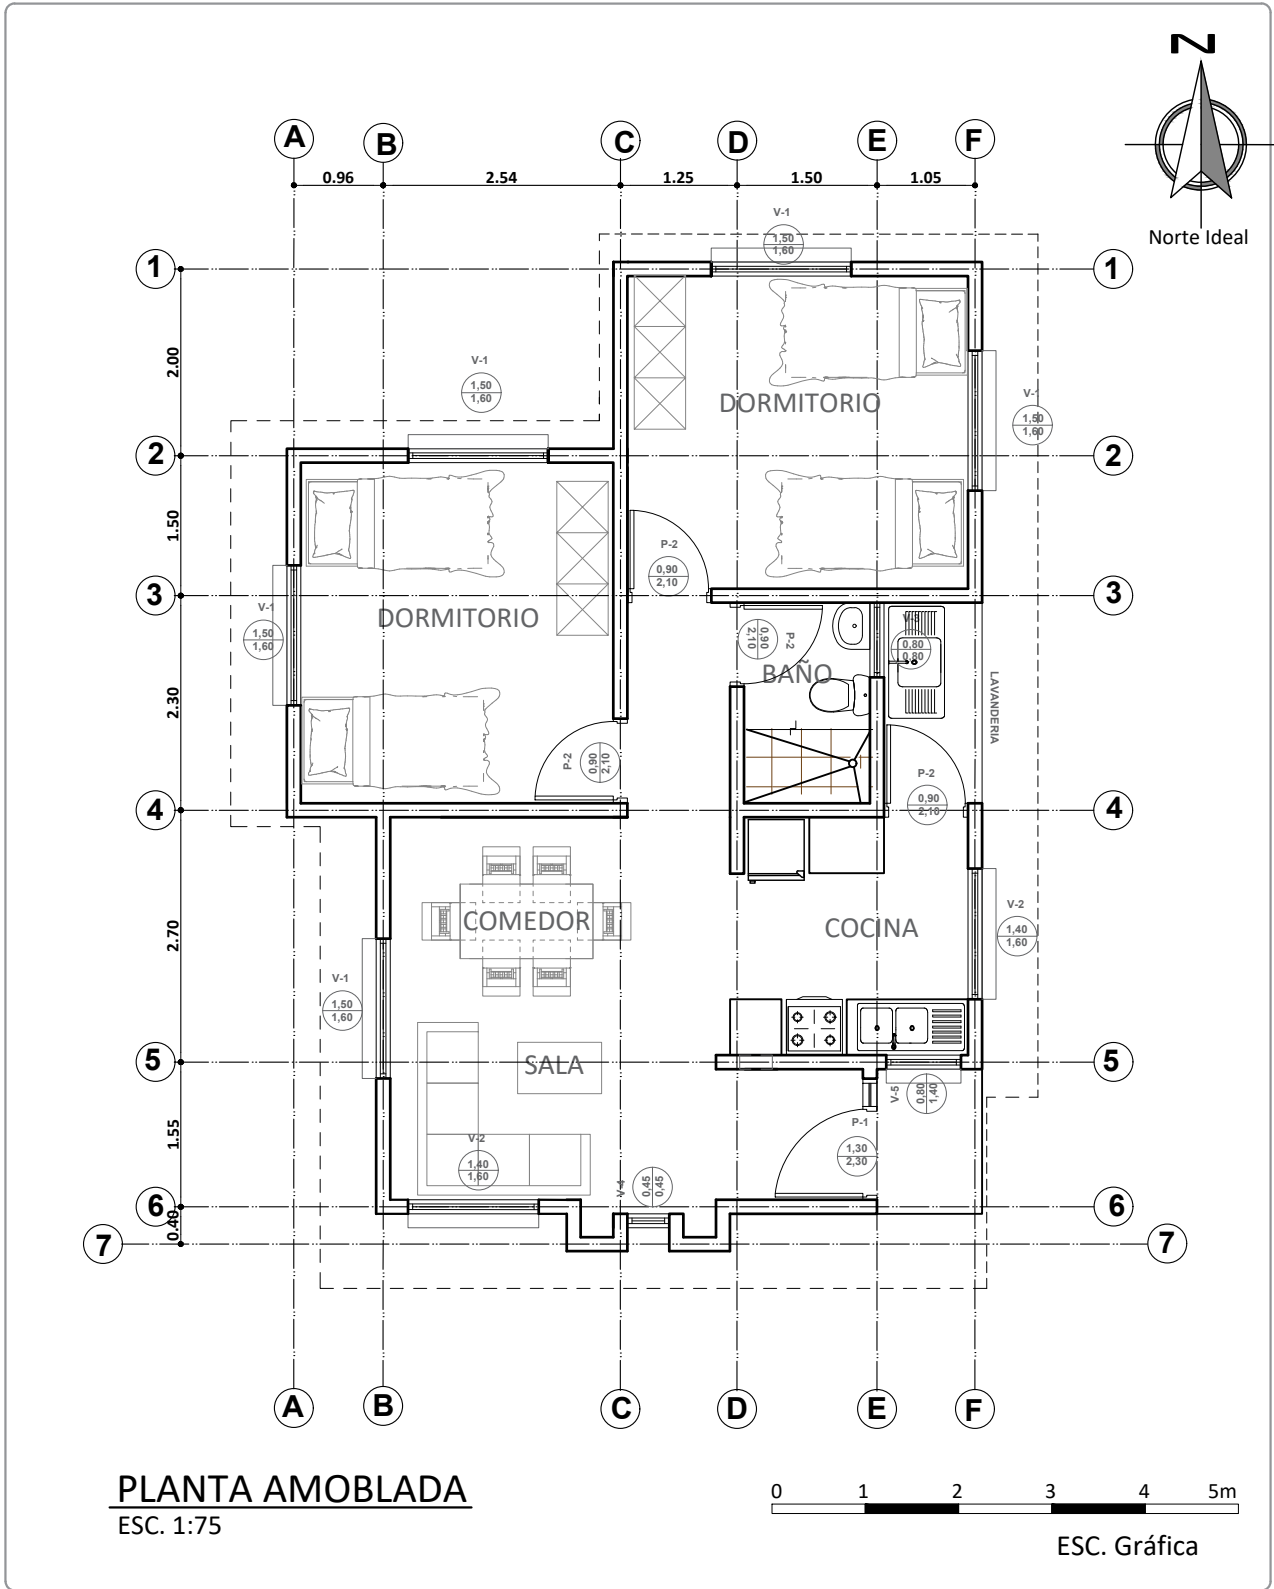 N
Norte Ideal
A B C D E F
0.96 2.54 1.25 1.50 1.05
V-1
1,50
1,60
1 1
2.00
V-1
1,50
1,60
DORMITORIO
V-1
1,50
1,60
2 2
1.50
P-2
0,90
2,10
3 3
V-1
1,50
1,60
DORMITORIO
0,90
2,10
P-2
BAÑO
V-3
0,80
0,80
LAVANDERIA
2.30
P-2
0,90
2,10
P-2
0,90
2,10
4 4
2.70
COMEDOR
COCINA
V-2
1,40
1,60
V-1
1,50
1,60
5 5
SALA
V-5
0,80
1,40
1.55
P-1
1,30
2,30
V-2
1,40
1,60
V-4
0,45
0,45
6 6
0.40
7 7
A B C D E F
PLANTA AMOBLADA
ESC. 1:75
0 1 2 3 4 5m
ESC. Gráfica